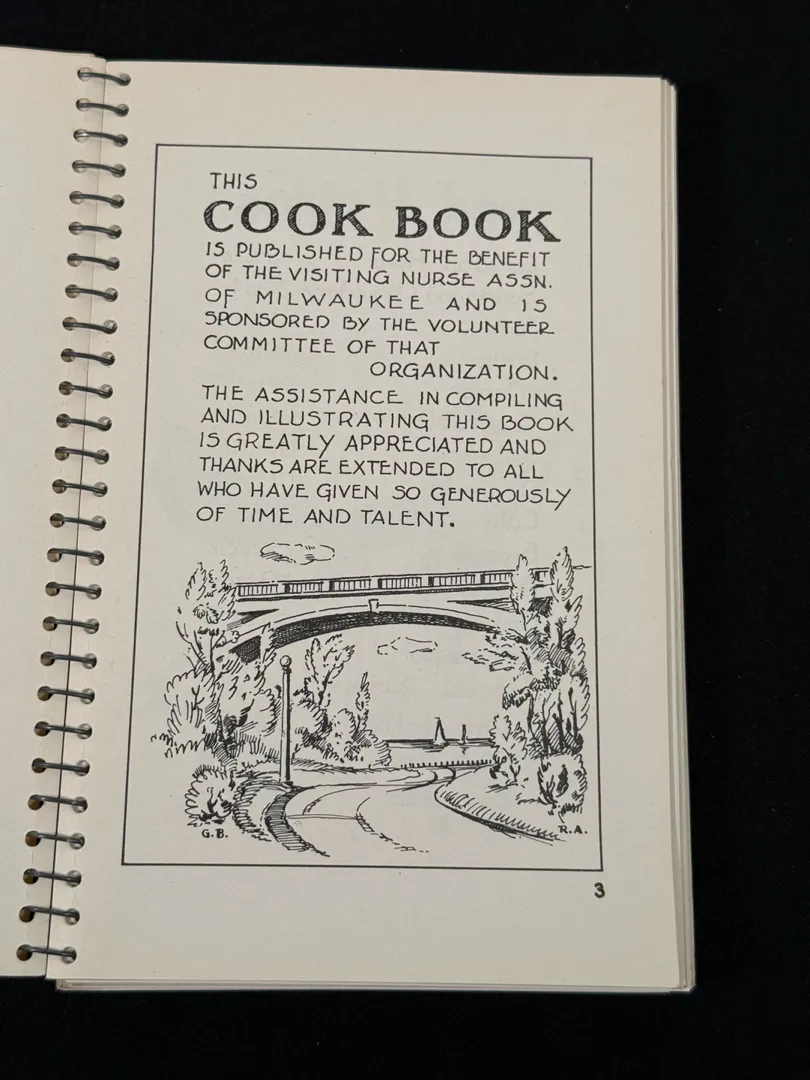 THIS
COOK BOOK
IS PUBLISHED FOR THE BENEFIT
OF THE VISITING NURSE ASSN.
OF MILWAUKEE AND IS
SPONSORED BY THE VOLUNTEER
COMMITTEE OF THAT
ORGANIZATION.
THE ASSISTANCE IN COMPILING
AND ILLUSTRATING THIS BOOK
IS GREATLY APPRECIATED AND
THANKS ARE EXTENDED TO ALL
WHO HAVE GIVEN SO GENEROUSLY
OF TIME AND TALENT.
G.B.
R.A.
3